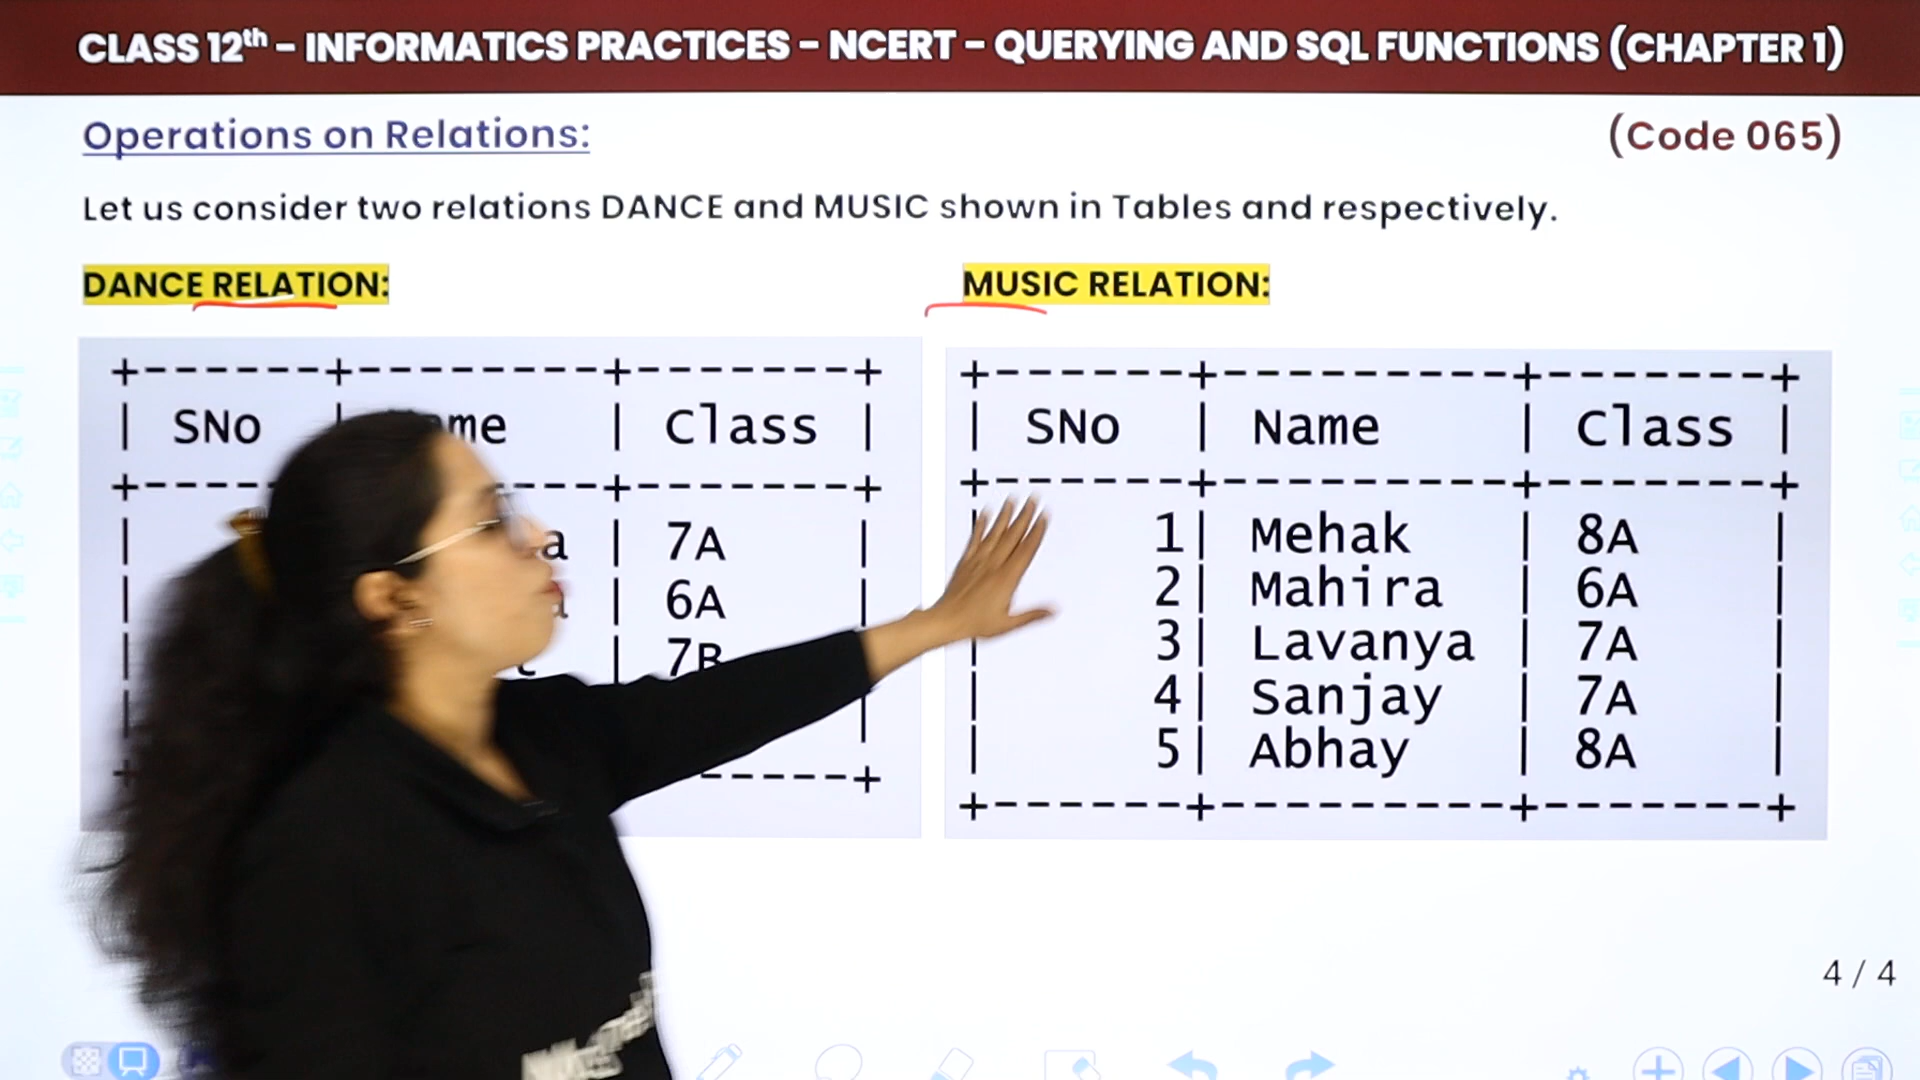 CLASS 12th – INFORMATICS PRACTICES – NCERT – QUERYING AND SQL FUNCTIONS (CHAPTER 1)
Operations on Relations:
(Code 065)
Let us consider two relations DANCE and MUSIC shown in Tables and respectively.
DANCE RELATION:
SNo Class
7A
6A
7B
MUSIC RELATION:
SNo | Name | Class
1 | Mehak | 8A
2 | Mahira | 6A
3 | Lavanya | 7A
4 | Sanjay | 7A
5 | Abhay | 8A
4 / 4